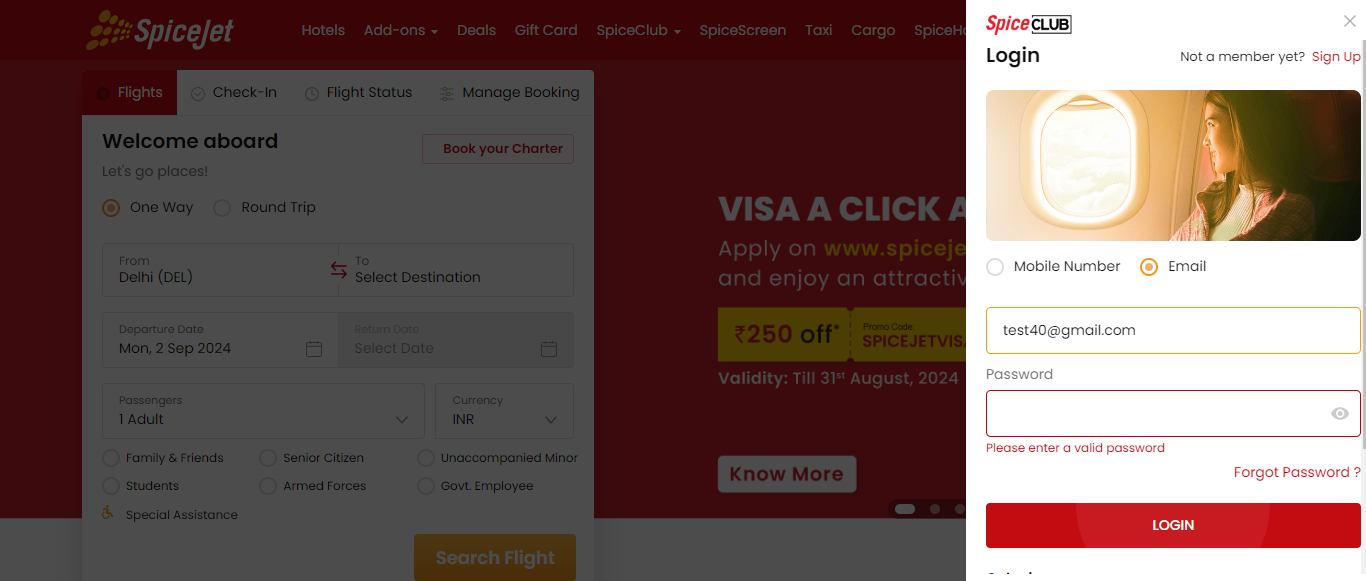 SpiceJet
Hotels Add-ons Deals Gift Card SpiceClub SpiceScreen Taxi Cargo
Flights Check-In Flight Status Manage Booking
Welcome aboard
Book your Charter
Let's go places!
One Way Round Trip
From
Delhi (DEL)
To
Select Destination
Departure Date
Mon, 2 Sep 2024
Return Date
Select Date
Passengers
1 Adult
Currency
INR
Family & Friends Senior Citizen Unaccompanied Minor
Students Armed Forces Govt. Employee
Special Assistance
Search Flight
VISA A CLICK A
Apply on www.spiceje
and enjoy an attractiv
₹250 off*
Promo Code:
SPICEJETVISA
Validity: Till 31st August, 2024
Know More
SpiceCLUB
Login
Not a member yet? Sign Up
Mobile Number Email
test40@gmail.com
Password
Please enter a valid password
Forgot Password ?
LOGIN